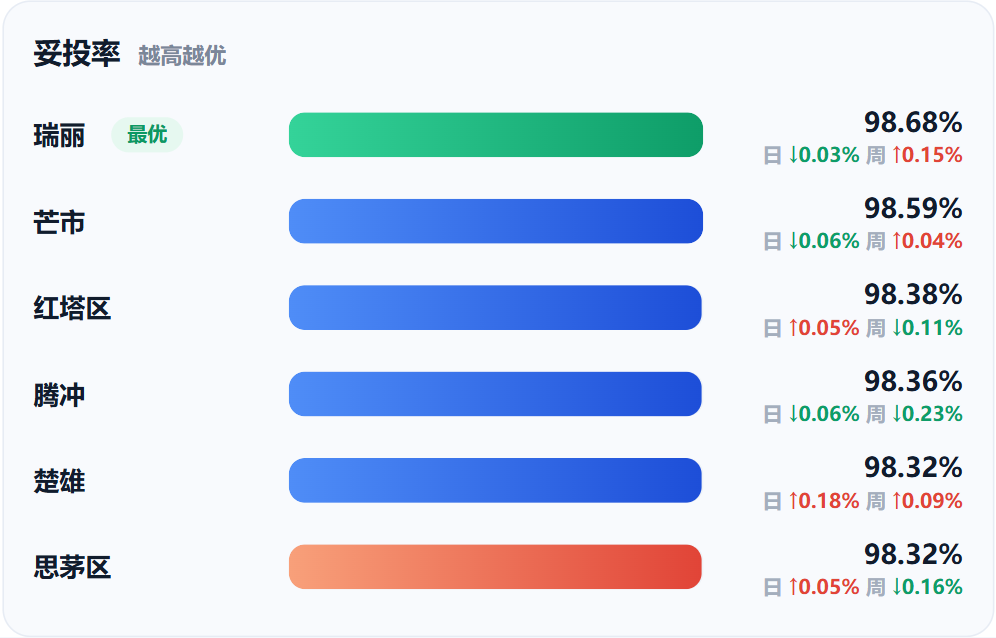 妥投率 越高越优
瑞丽 最优 98.68%
日 ↓0.03% 周 ↑0.15%
芒市 98.59%
日 ↓0.06% 周 ↑0.04%
红塔区 98.38%
日 ↑0.05% 周 ↓0.11%
腾冲 98.36%
日 ↓0.06% 周 ↓0.23%
楚雄 98.32%
日 ↑0.18% 周 ↑0.09%
思茅区 98.32%
日 ↑0.05% 周 ↓0.16%